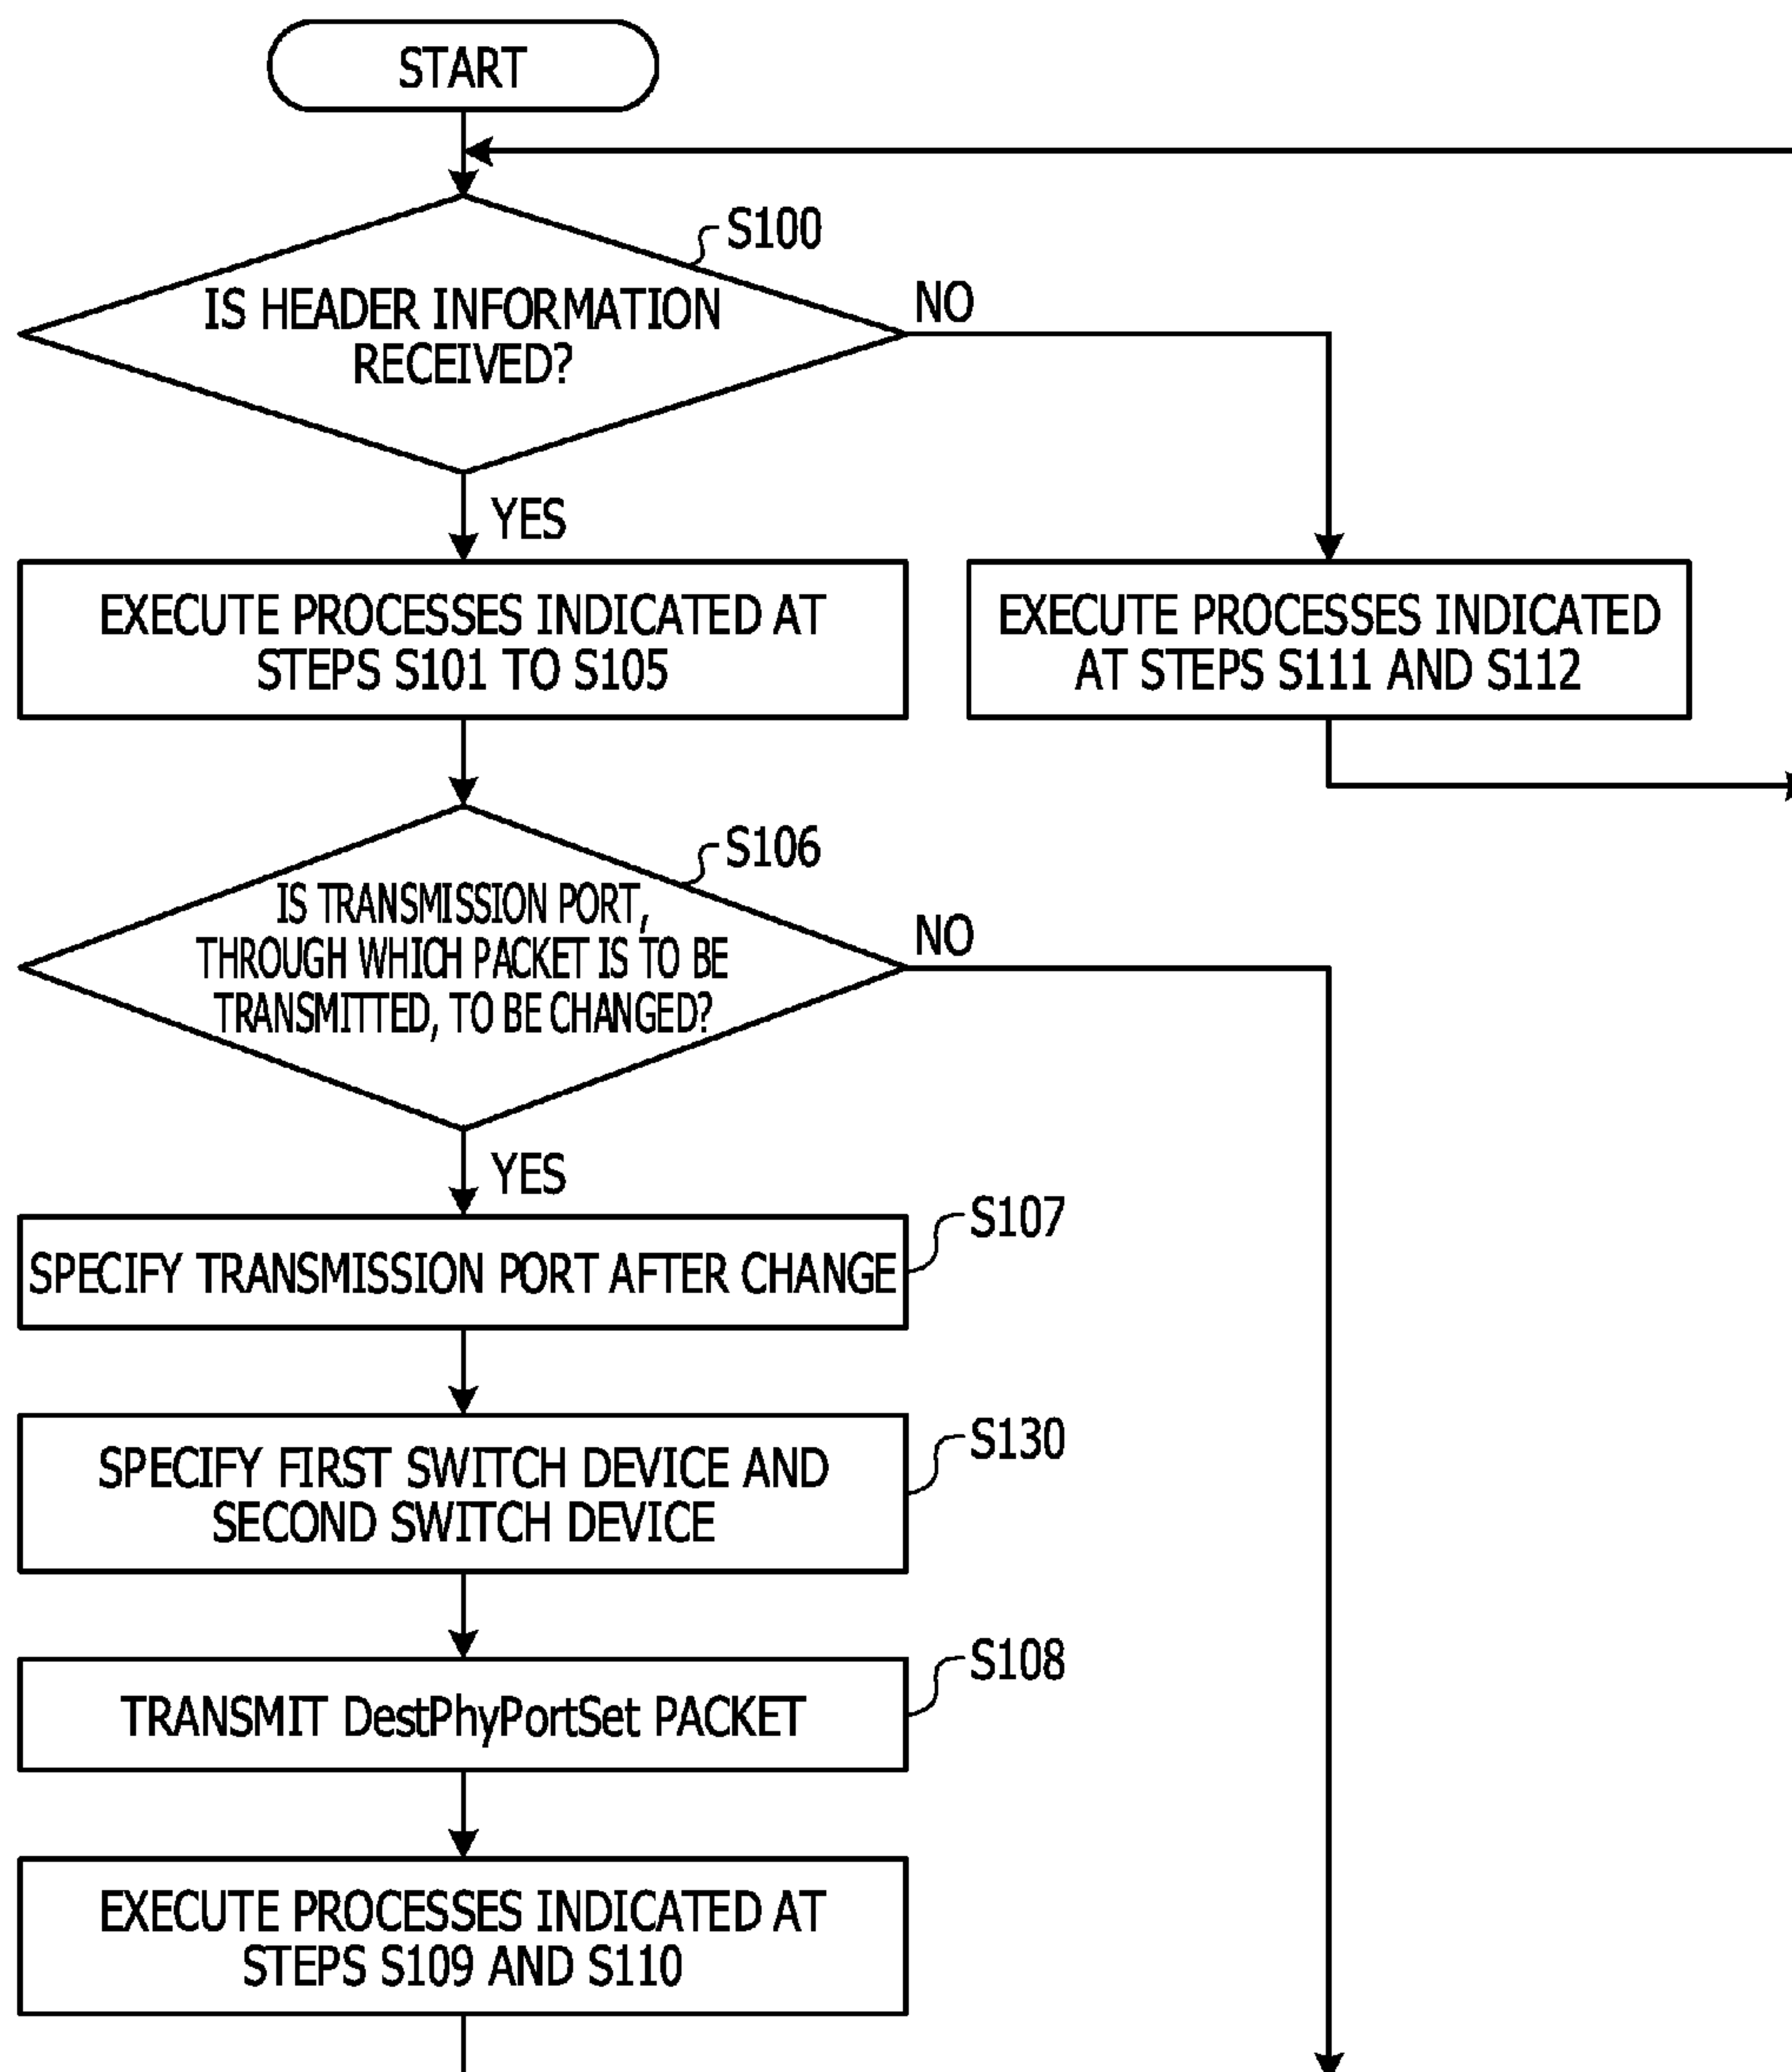 START
S100
IS HEADER INFORMATION
RECEIVED?
NO
YES
EXECUTE PROCESSES INDICATED AT
STEPS S101 TO S105
EXECUTE PROCESSES INDICATED
AT STEPS S111 AND S112
S106
IS TRANSMISSION PORT,
THROUGH WHICH PACKET IS TO BE
TRANSMITTED, TO BE CHANGED?
NO
YES
S107
SPECIFY TRANSMISSION PORT AFTER CHANGE
S130
SPECIFY FIRST SWITCH DEVICE AND
SECOND SWITCH DEVICE
S108
TRANSMIT DestPhyPortSet PACKET
EXECUTE PROCESSES INDICATED AT
STEPS S109 AND S110